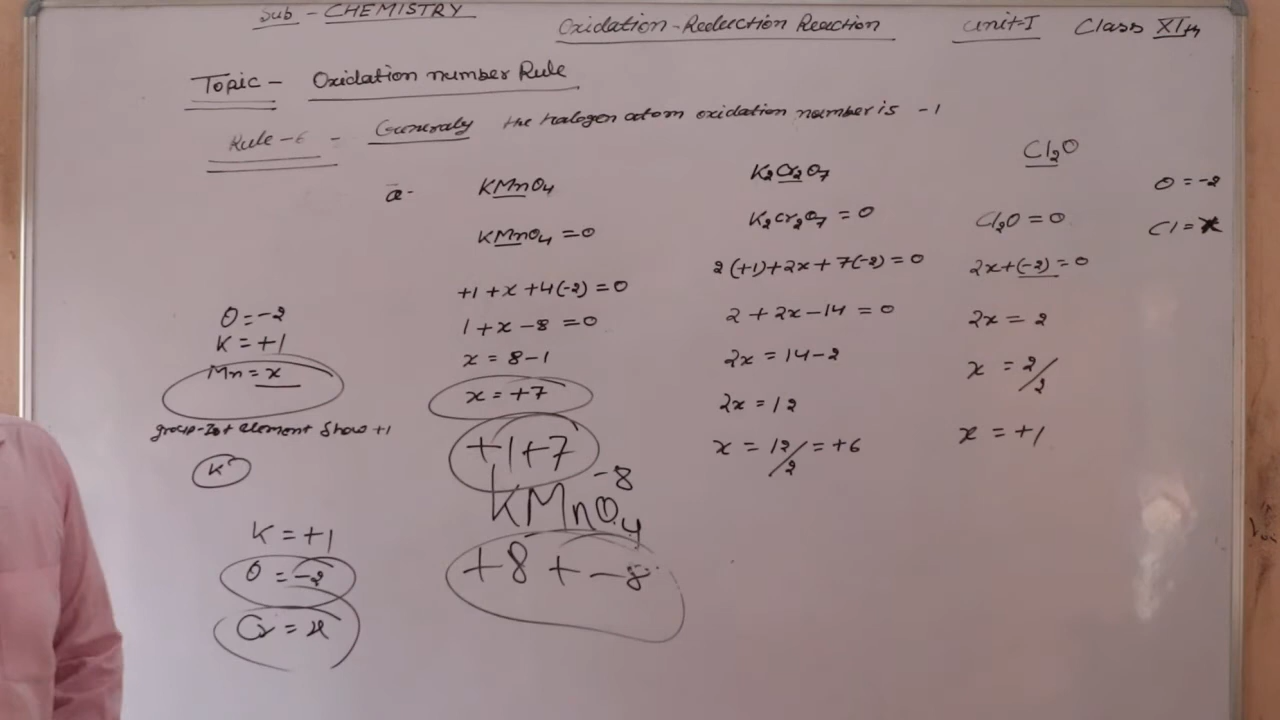 Sub - CHEMISTRY
Oxidation-Reduction Reaction Unit-I Class XIth
Topic - Oxidation number Rule
Rule-6 - Generaly the halogen atom oxidation number is -1
a-
KMnO4
KMnO4 = 0
+1 + x + 4(-2) = 0
1 + x - 8 = 0
x = 8 - 1
x = +7
+1 +7
-8
KMnO4
+8 + -8
O = -2
K = +1
Mn = x
group-Ist element show +1
K
K = +1
O = -2
Cr = x
K2Cr2O7
K2Cr2O7 = 0
2(+1) + 2x + 7(-2) = 0
2 + 2x - 14 = 0
2x = 14 - 2
2x = 12
x = 12/2 = +6
Cl2O
Cl2O = 0
2x + (-2) = 0
2x = 2
x = 2/2
x = +1
O = -2
Cl = x